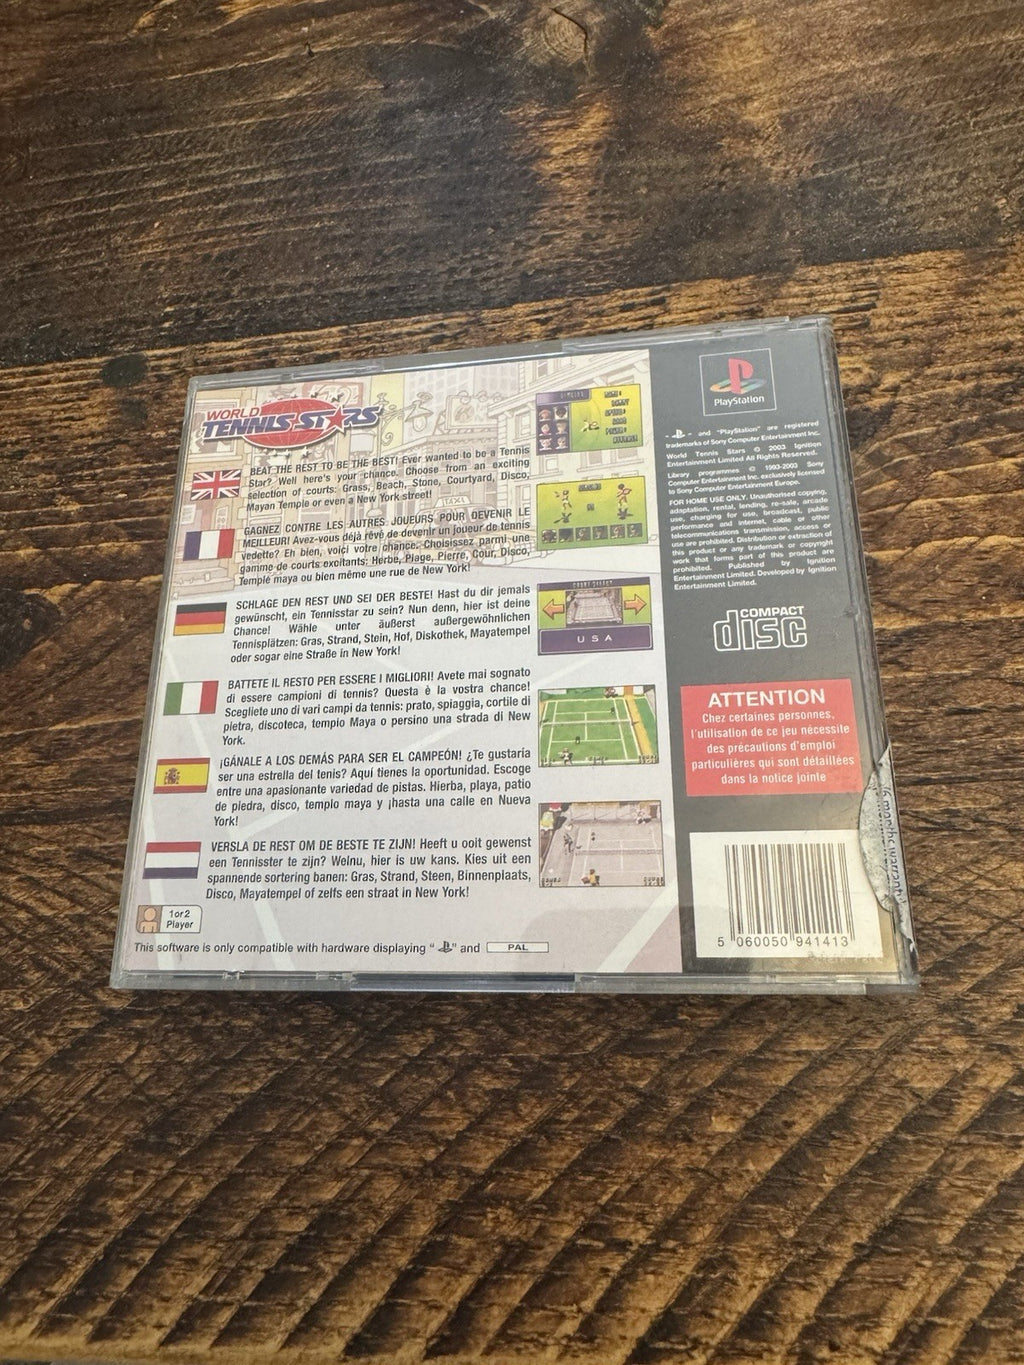 WORLD
TENNIS STARS
BEAT THE REST TO BE THE BEST! Ever wanted to be a Tennis
Star? Well here's your chance. Choose from an exciting
selection of courts: Grass, Beach, Stone, Courtyard, Disco,
Mayan Temple or even a New York street!
TAXI
GAGNEZ CONTRE LES AUTRES JOUEURS POUR DEVENIR LE
MEILLEUR! Avez-vous déjà rêvé de devenir un joueur de tennis
vedette? Eh bien, voici votre chance. Choisissez parmi une
gamme de courts excitants: Herbe, Plage, Pierre, Cour, Disco,
Temple maya ou bien même une rue de New York!
SCHLAGE DEN REST UND SEI DER BESTE! Hast du dir jemals
gewünscht, ein Tennisstar zu sein? Nun denn, hier ist deine
Chance! Wähle unter äußerst außergewöhnlichen
Tennisplätzen: Gras, Strand, Stein, Hof, Diskothek, Mayatempel
oder sogar eine Straße in New York!
BATTETE IL RESTO PER ESSERE I MIGLIORI! Avete mai sognato
di essere campioni di tennis? Questa è la vostra chance!
Scegliete uno di vari campi da tennis: prato, spiaggia, cortile di
pietra, discoteca, tempio Maya o persino una strada di New
York.
¡GÁNALE A LOS DEMÁS PARA SER EL CAMPEÓN! ¿Te gustaría
ser una estrella del tenis? Aquí tienes la oportunidad. Escoge
entre una apasionante variedad de pistas. Hierba, playa, patio
de piedra, disco, templo maya y ¡hasta una calle en Nueva
York!
VERSLA DE REST OM DE BESTE TE ZIJN! Heeft u ooit gewenst
een Tennisster te zijn? Welnu, hier is uw kans. Kies uit een
spannende sortering banen: Gras, Strand, Steen, Binnenplaats,
Disco, Mayatempel of zelfs een straat in New York!
1 or 2
Player
This software is only compatible with hardware displaying " " and PAL
COURT SELECT
USA
PlayStation
- and "PlayStation" are registered
trademarks of Sony Computer Entertainment Inc.
World Tennis Stars © 2003 Ignition
Entertainment Limited All Rights Reserved.
Library programmes © 1993-2003 Sony
Computer Entertainment Inc. exclusively licensed
to Sony Computer Entertainment Europe.
FOR HOME USE ONLY. Unauthorised copying,
adaptation, rental, lending, re-sale, arcade
use, charging for use, broadcast, public
performance and internet, cable or other
telecommunications transmission, access or
use are prohibited. Distribution or extraction of
this product or any trademark or copyright
work that forms part of this product are
prohibited. Published by Ignition
Entertainment Limited. Developed by Ignition
Entertainment Limited.
COMPACT
disc
ATTENTION
Chez certaines personnes,
l'utilisation de ce jeu nécessite
des précautions d'emploi
particulières qui sont détaillées
dans la notice jointe
months warranty
5 060050 941413